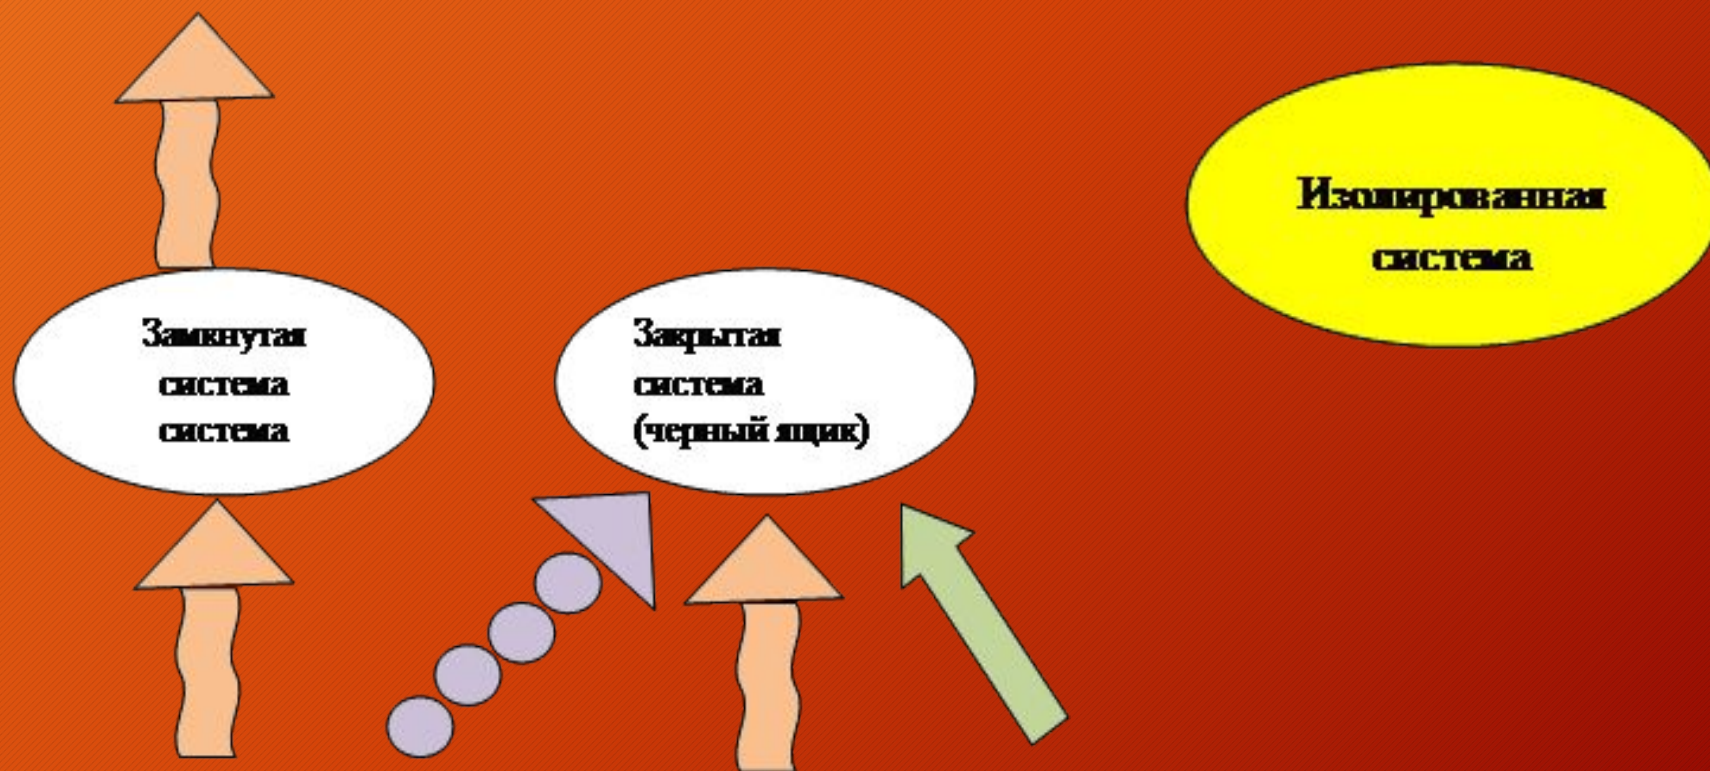 Замкнутая
система
система
Закрытая
система
(черный ящик)
Изолированная
система